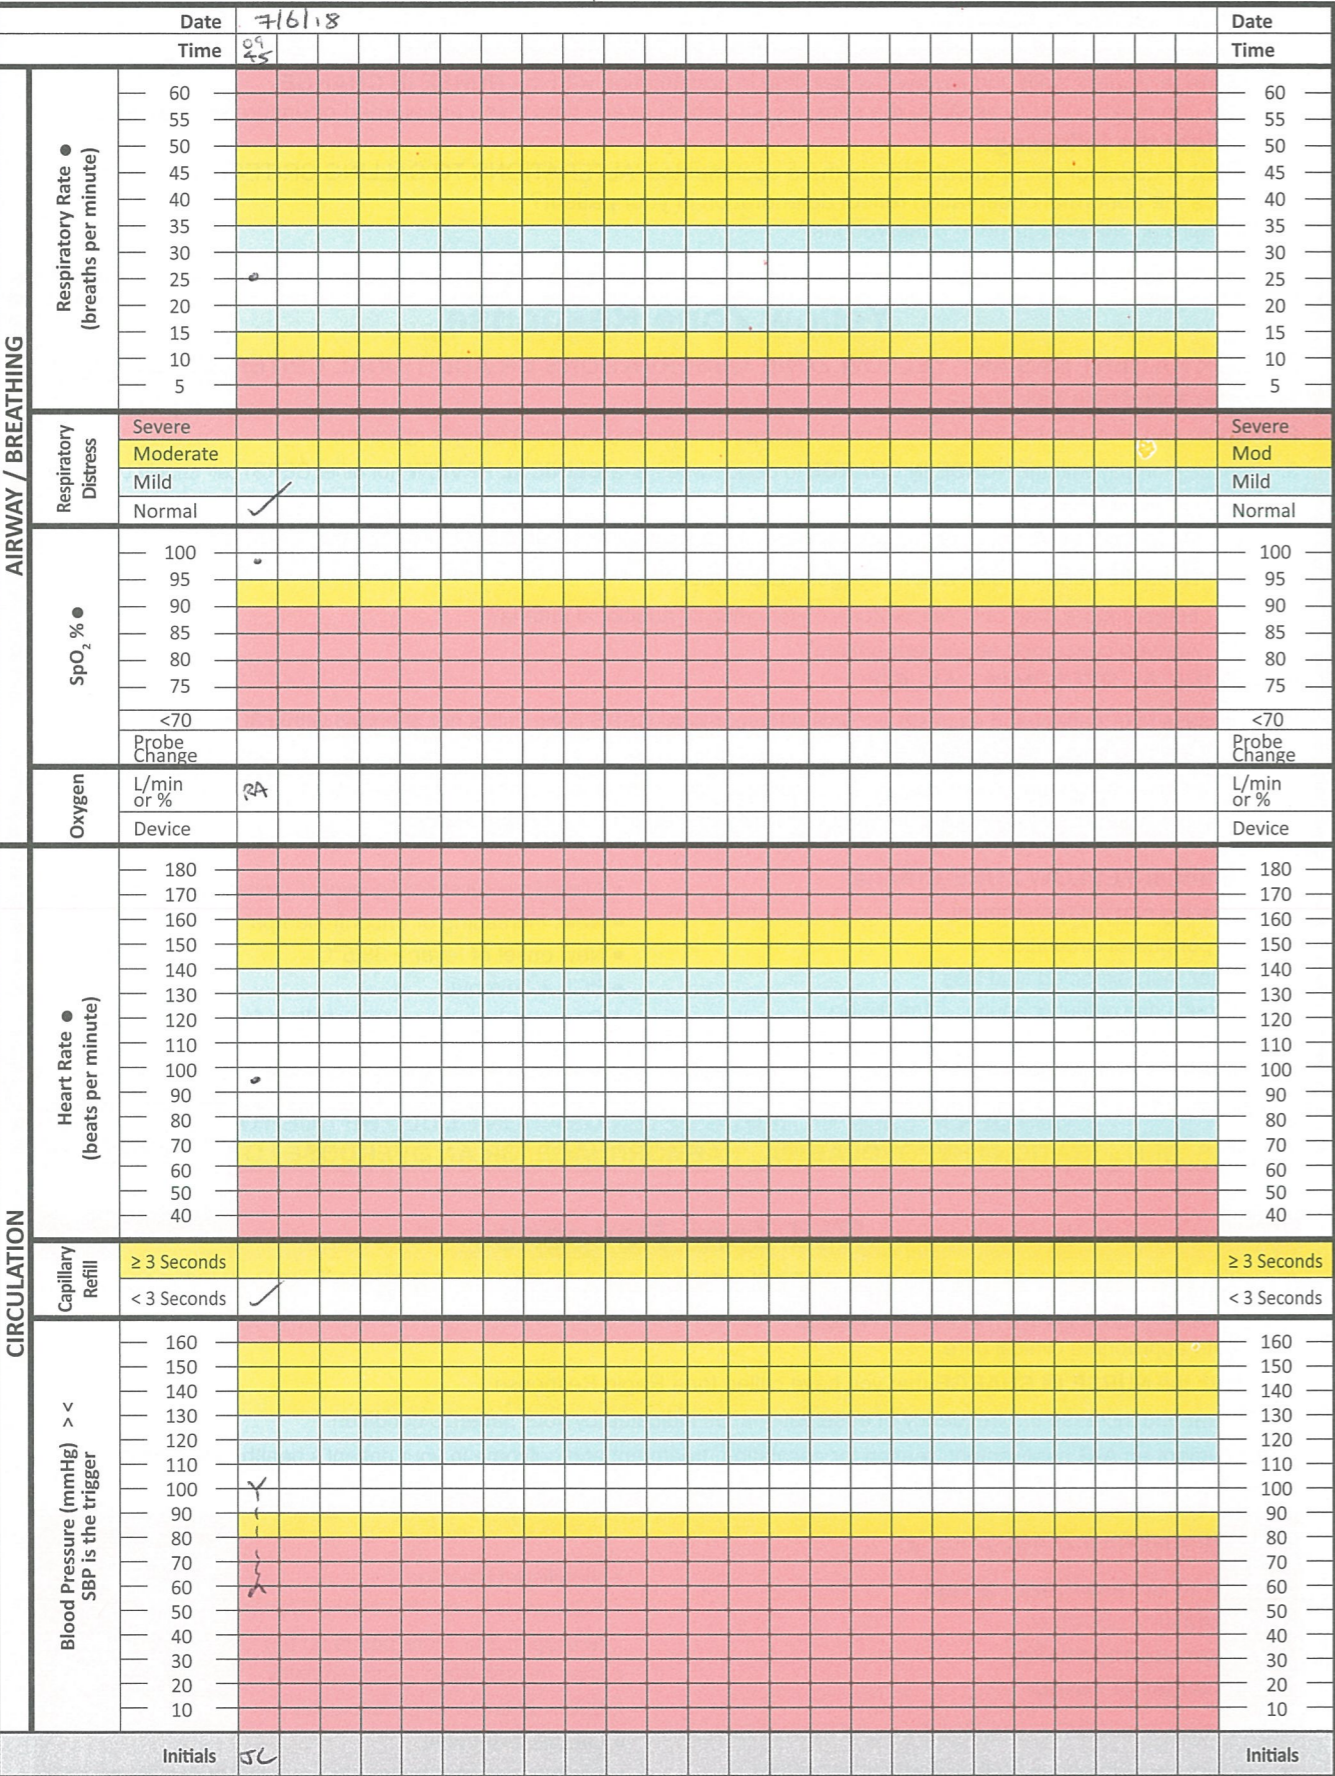 Date 7/6/18 Date
Time 09 45 Time
AIRWAY / BREATHING
Respiratory Rate ●
(breaths per minute)
60 60
55 55
50 50
45 45
40 40
35 35
30 30
25 25
20 20
15 15
10 10
5 5
Respiratory
Distress
Severe Severe
Moderate Mod
Mild Mild
Normal Normal
SpO₂ % ●
100 100
95 95
90 90
85 85
80 80
75 75
<70 <70
Probe Probe
Change Change
Oxygen
L/min RA L/min
or % or %
Device Device
CIRCULATION
Heart Rate ●
(beats per minute)
180 180
170 170
160 160
150 150
140 140
130 130
120 120
110 110
100 100
90 90
80 80
70 70
60 60
50 50
40 40
Capillary
Refill
≥ 3 Seconds ≥ 3 Seconds
< 3 Seconds < 3 Seconds
Blood Pressure (mmHg) > <
SBP is the trigger
160 160
150 150
140 140
130 130
120 120
110 110
100 100
90 90
80 80
70 70
60 60
50 50
40 40
30 30
20 20
10 10
Initials JL Initials